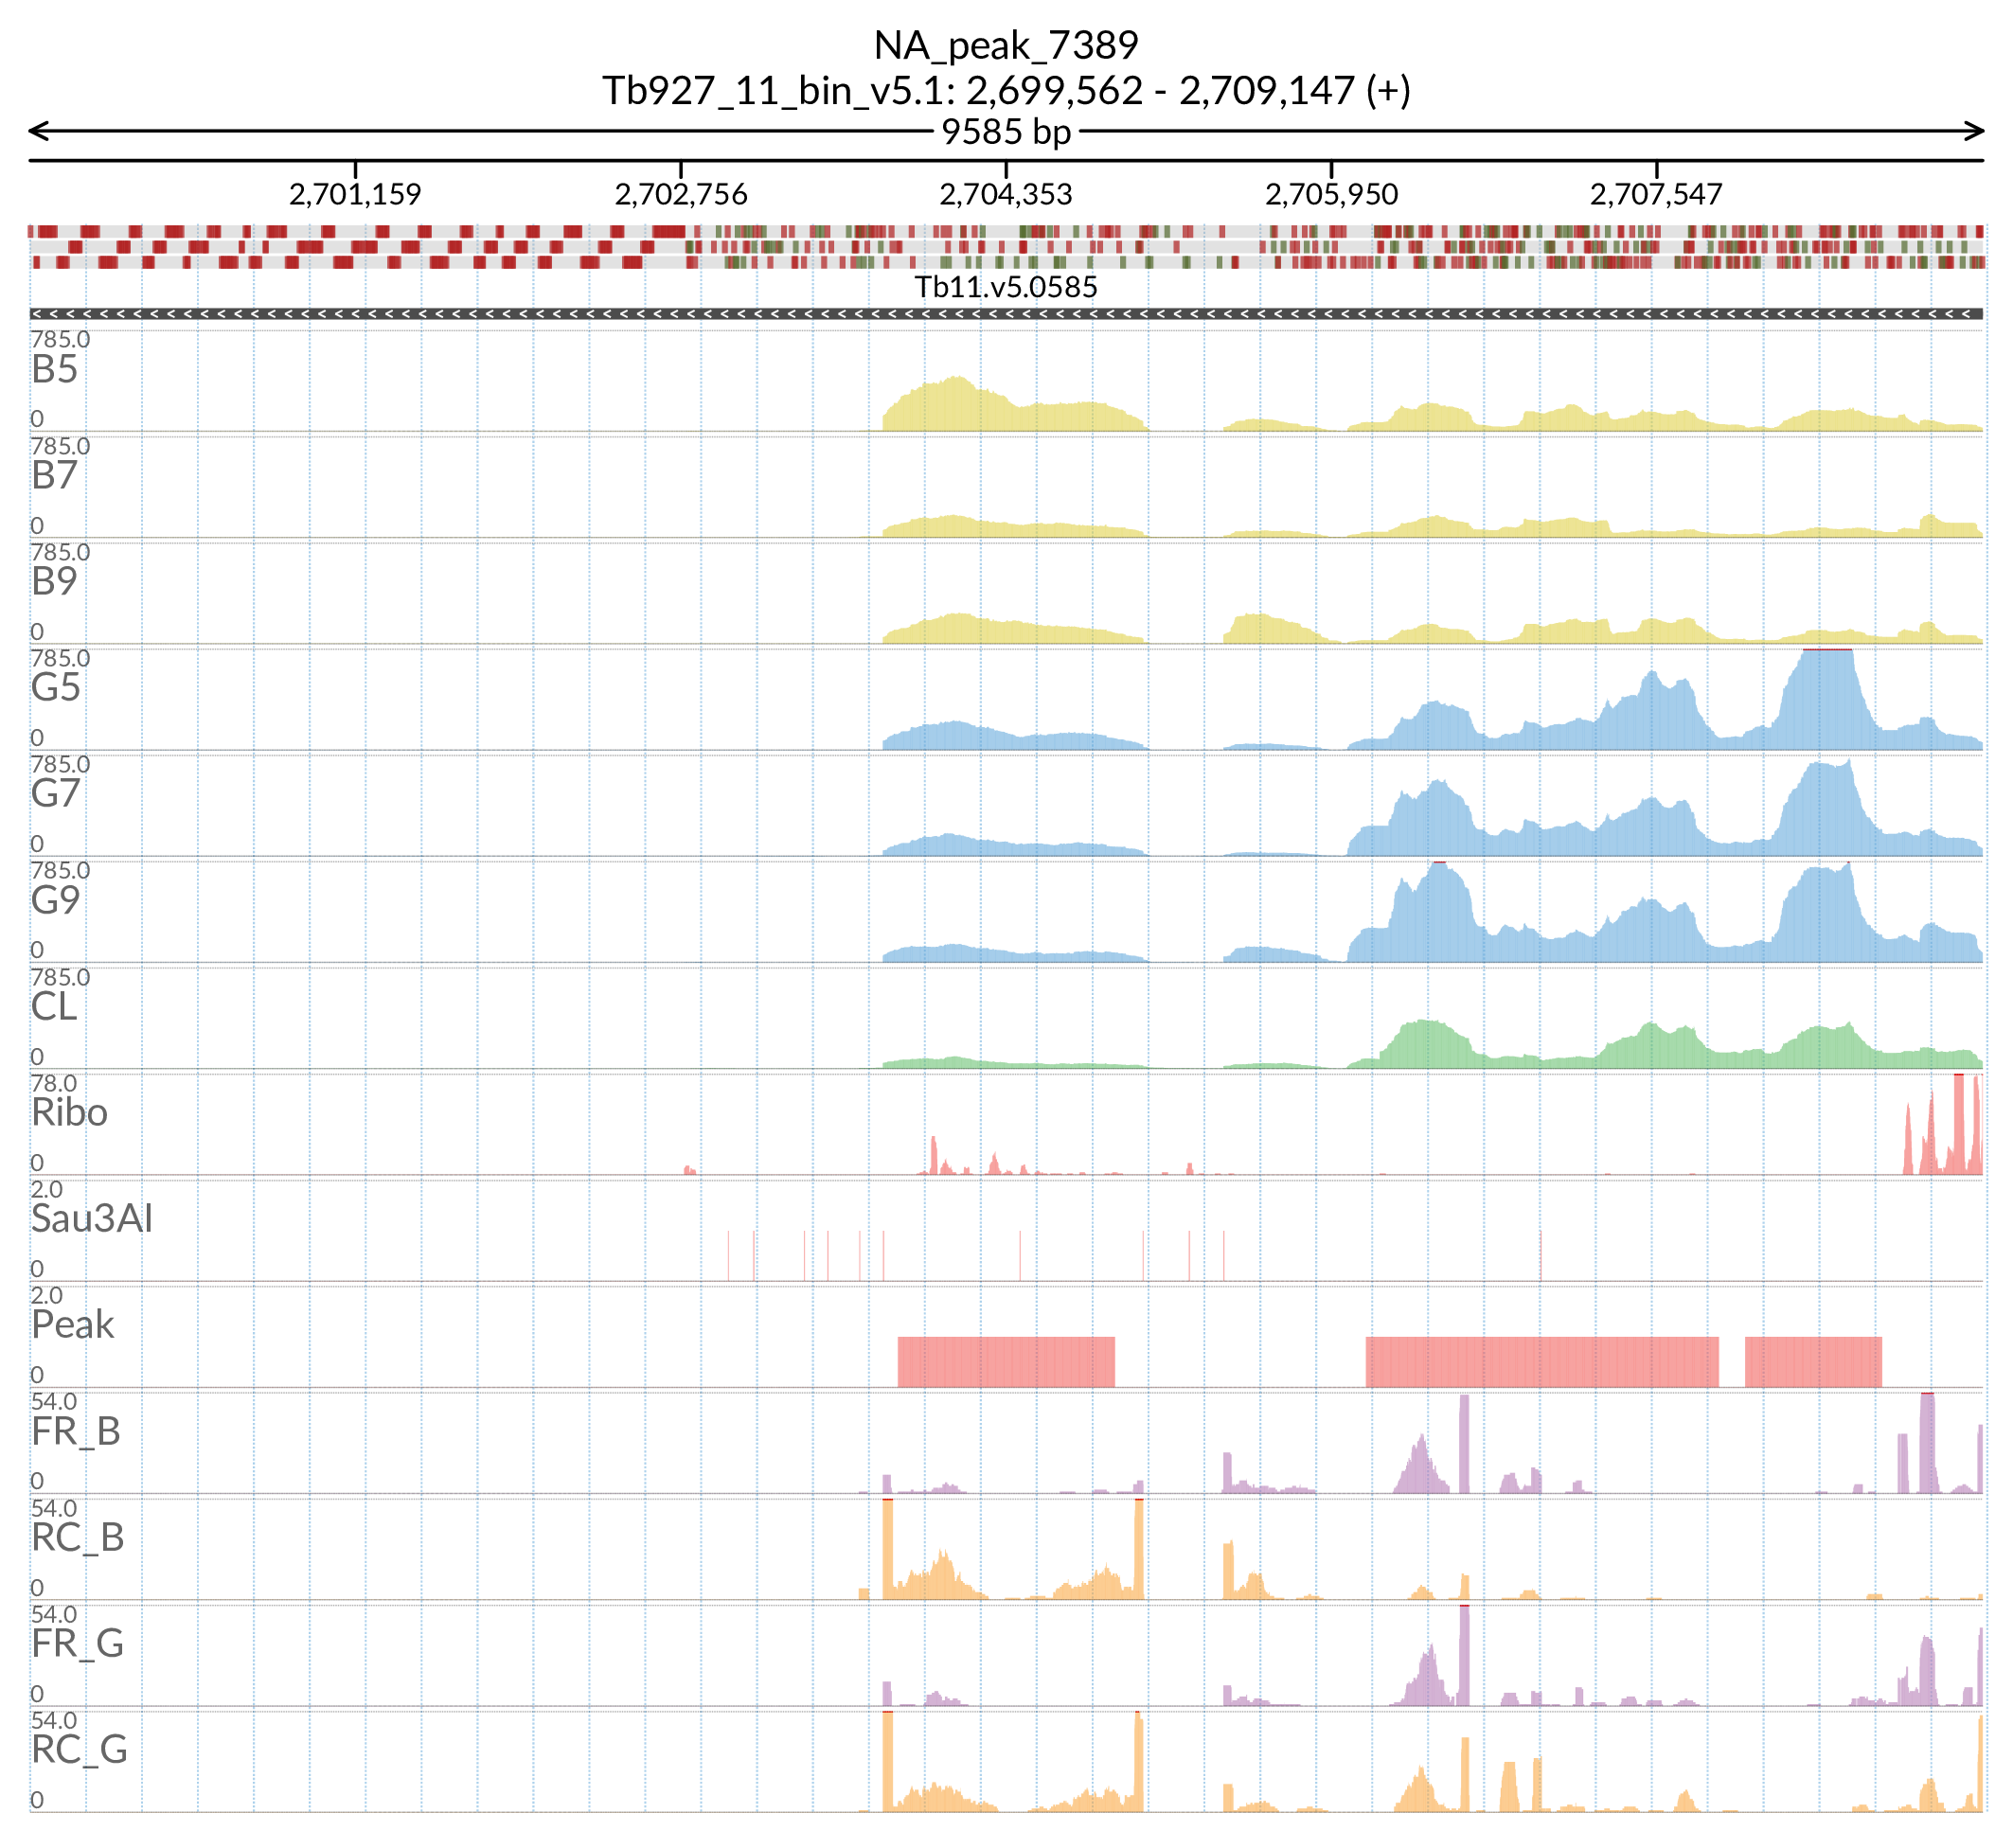 NA_peak_7389
Tb927_11_bin_v5.1: 2,699,562 - 2,709,147 (+)
9585 bp
2,701,159 2,702,756 2,704,353 2,705,950 2,707,547
Tb11.v5.0585
785.0
B5
0
785.0
B7
0
785.0
B9
0
785.0
G5
0
785.0
G7
0
785.0
G9
0
785.0
CL
0
78.0
Ribo
0
2.0
Sau3AI
0
2.0
Peak
0
54.0
FR_B
0
54.0
RC_B
0
54.0
FR_G
0
54.0
RC_G
0